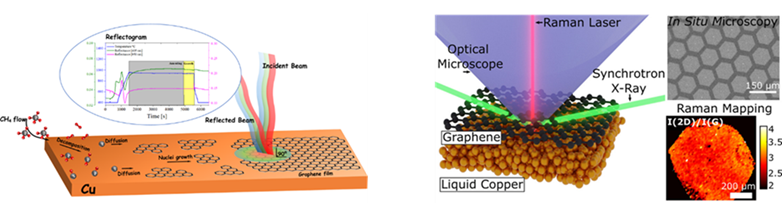 Reflectogram
Time [s]
Incident Beam
Reflected Beam
CH₄ flow
Decomposition
Diffusion
Nuclei growth
Diffusion
90°
Graphene film
Cu
Raman Laser
Optical
Microscope
Synchrotron
X-Ray
Graphene
Liquid Copper
In Situ Microscopy
150 μm
Raman Mapping
I(2D)/I(G)
4
3.5
3
2.5
2
200 μm